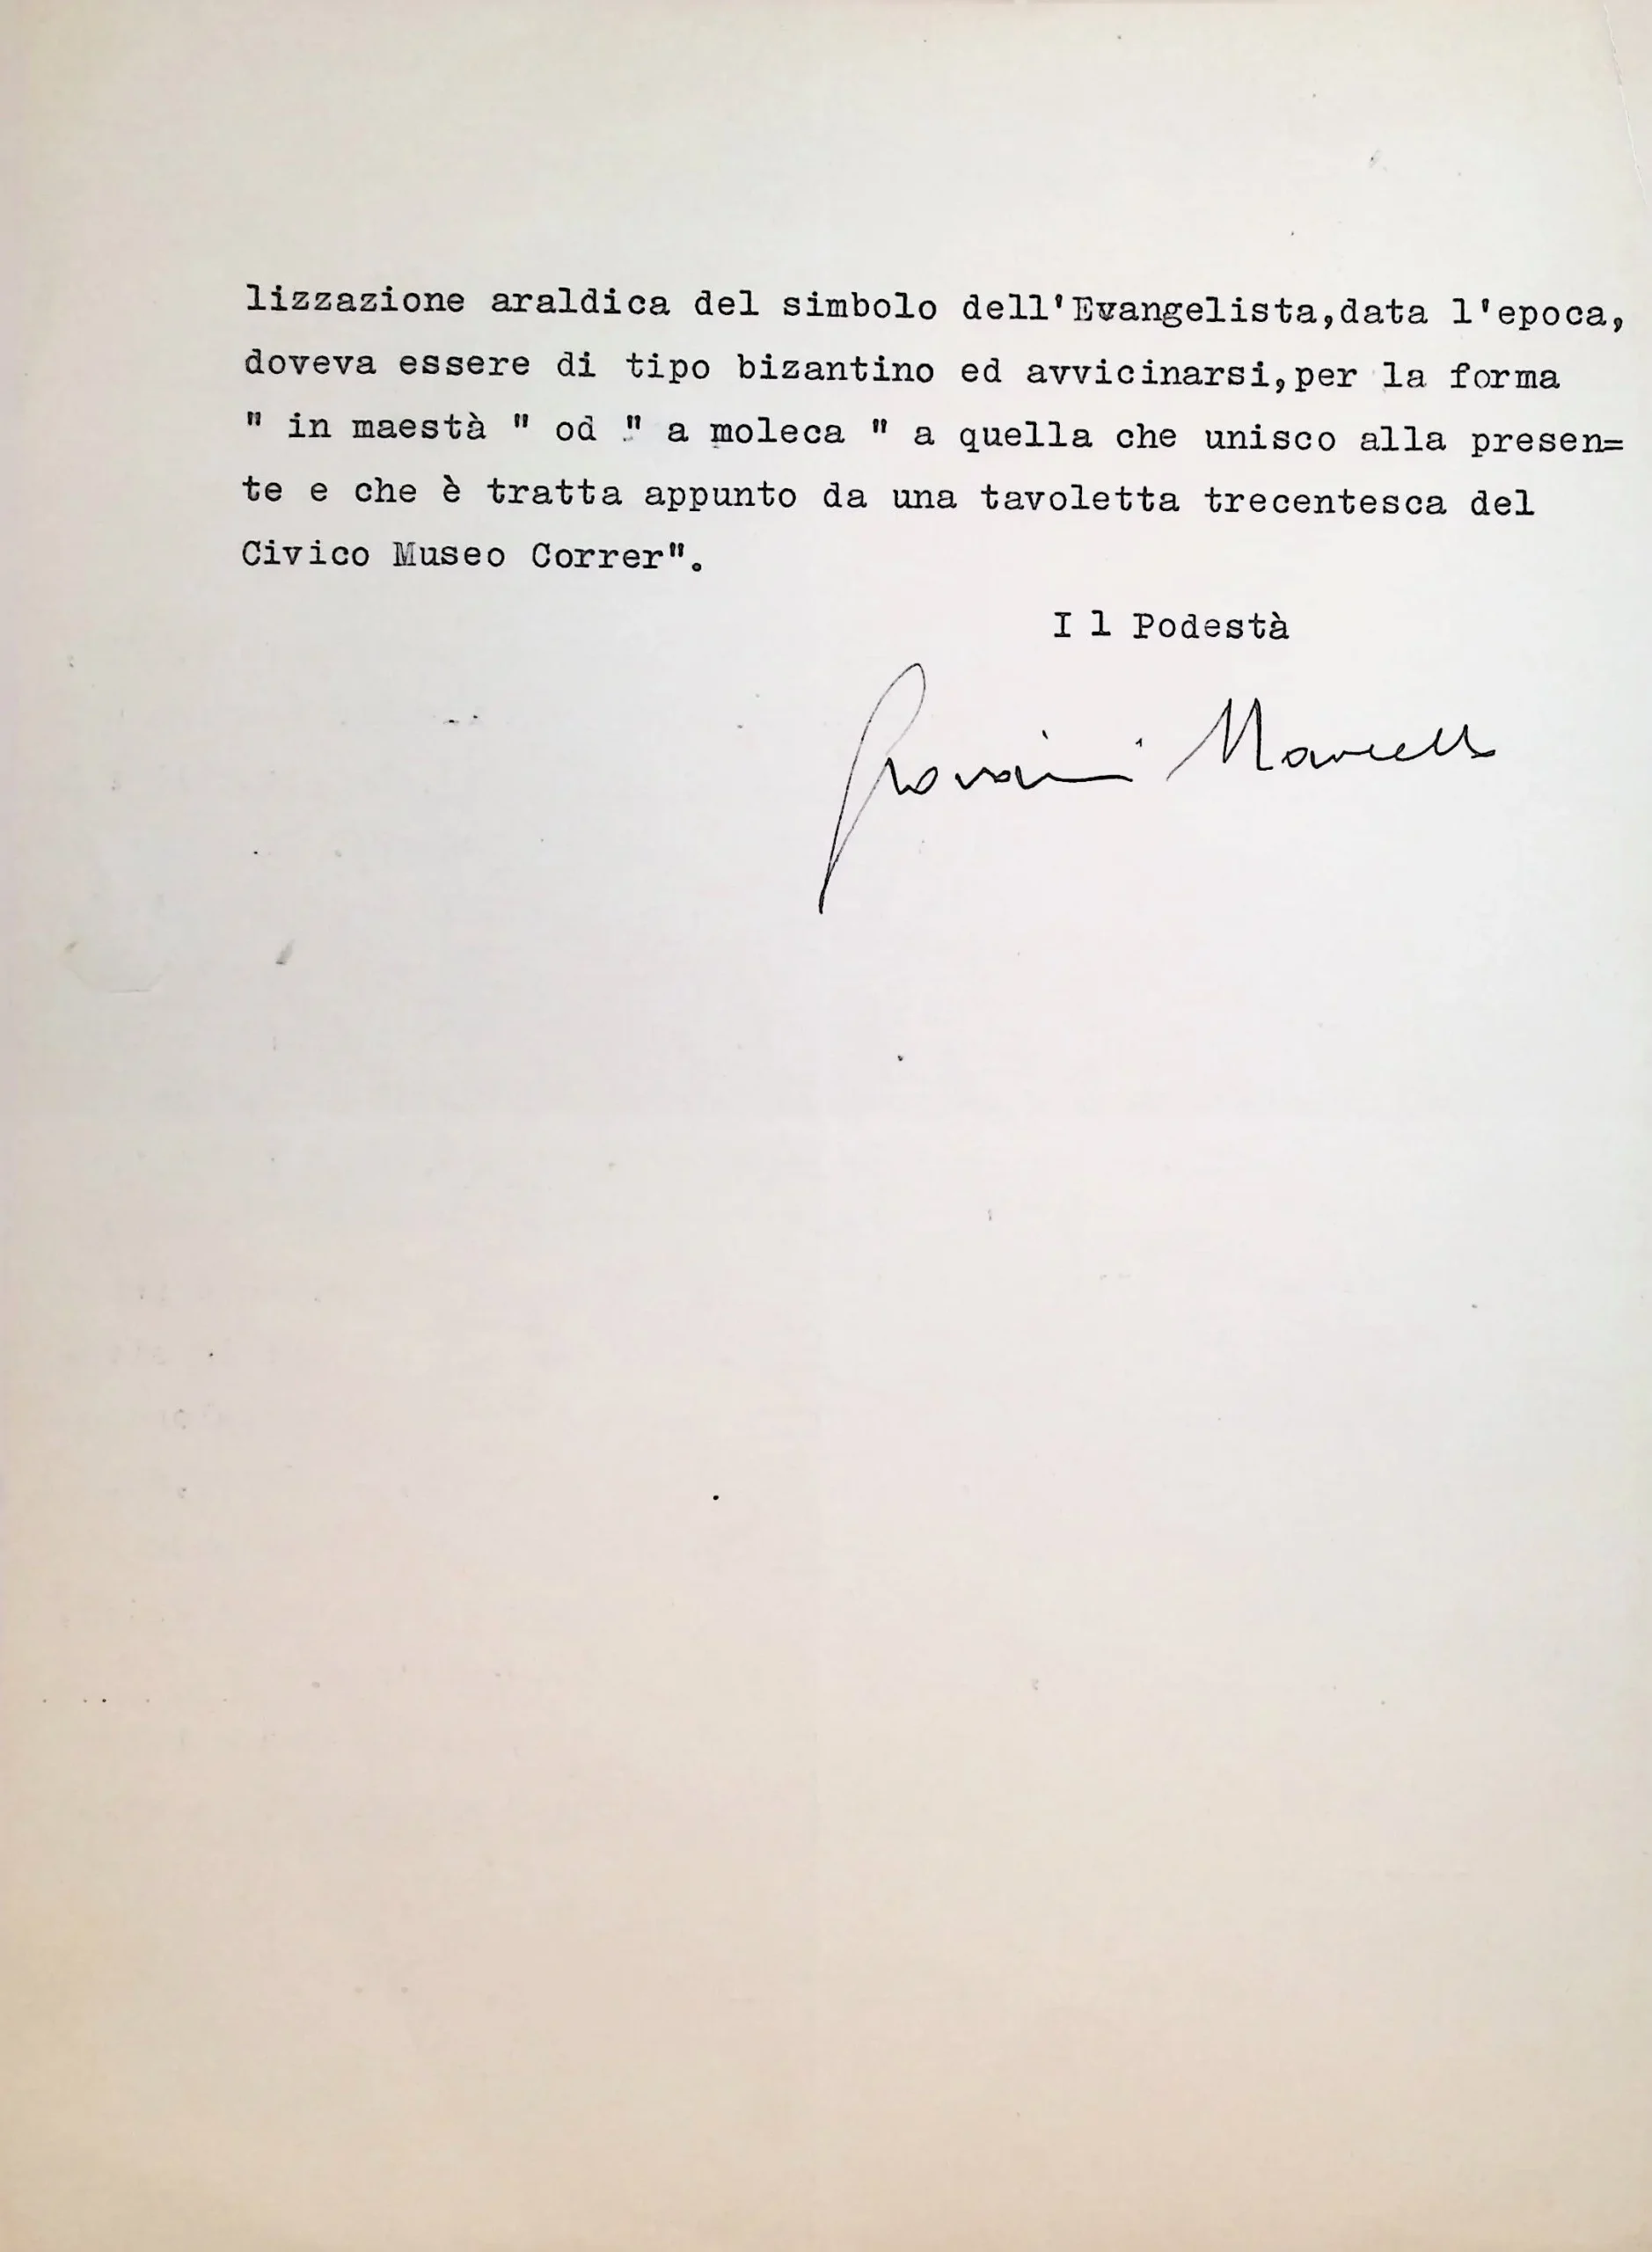 lizzazione araldica del simbolo dell'Evangelista,data l'epoca,
doveva essere di tipo bizantino ed avvicinarsi,per la forma
" in maestà " od " a moleca " a quella che unisco alla presen=
te e che è tratta appunto da una tavoletta trecentesca del
Civico Museo Correr".
I l Podestà
Giovanni Marcello